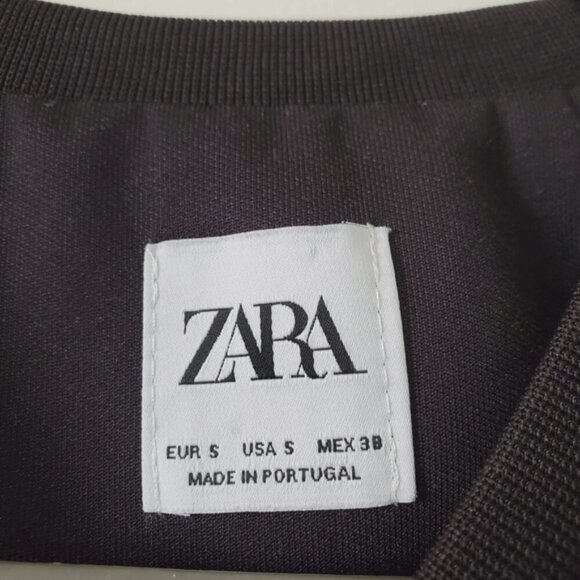 ZARA
EUR S USA S MEX 38
MADE IN PORTUGAL